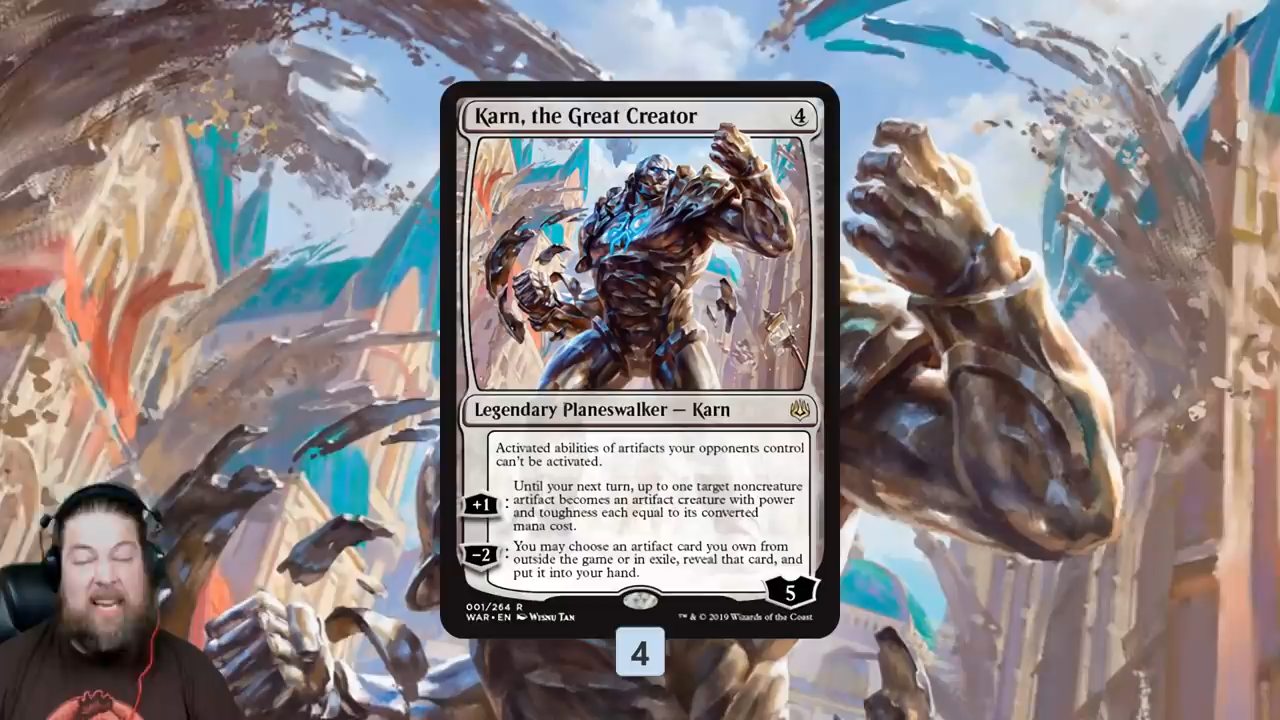 Karn, the Great Creator 4
Legendary Planeswalker — Karn
Activated abilities of artifacts your opponents control
can't be activated.
+1: Until your next turn, up to one target noncreature
artifact becomes an artifact creature with power
and toughness each equal to its converted
mana cost.
−2: You may choose an artifact card you own from
outside the game or in exile, reveal that card, and
put it into your hand.
5
001/264 R
WAR • EN Wisnu Tan
™ & © 2019 Wizards of the Coast
4